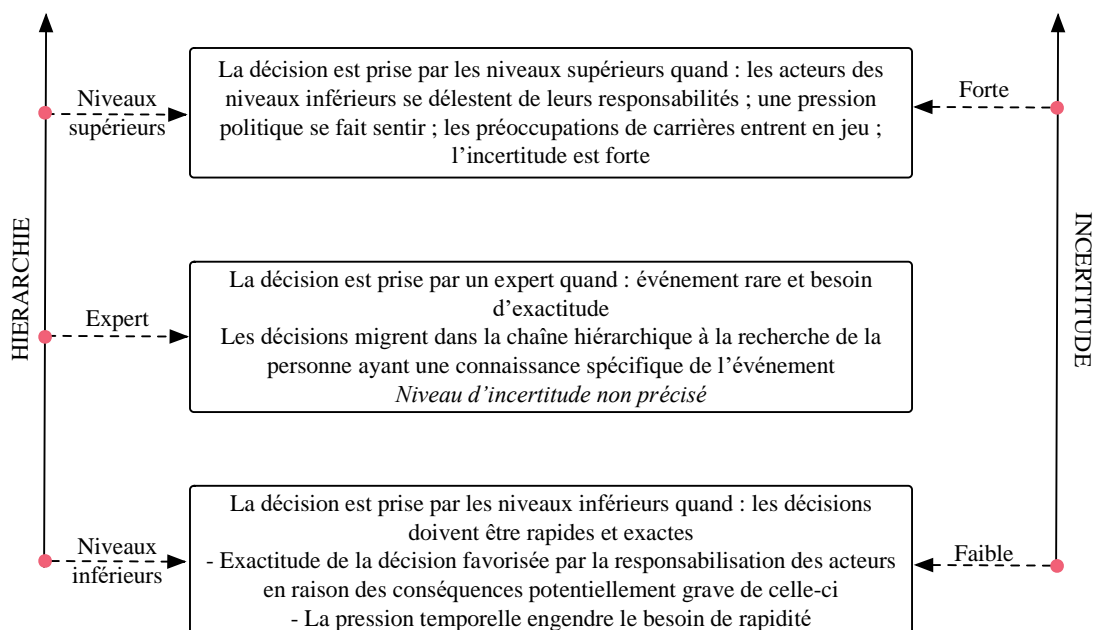 La décision est prise par les niveaux supérieurs quand : les acteurs des
niveaux inférieurs se délestent de leurs responsabilités ; une pression
politique se fait sentir ; les préoccupations de carrières entrent en jeu ;
l’incertitude est forte
Niveaux
supérieurs
Forte
HIERARCHIE
INCERTITUDE
La décision est prise par un expert quand : événement rare et besoin
d’exactitude
Les décisions migrent dans la chaîne hiérarchique à la recherche de la
personne ayant une connaissance spécifique de l’événement
Niveau d’incertitude non précisé
Expert
La décision est prise par les niveaux inférieurs quand : les décisions
doivent être rapides et exactes
- Exactitude de la décision favorisée par la responsabilisation des acteurs
en raison des conséquences potentiellement grave de celle-ci
- La pression temporelle engendre le besoin de rapidité
Niveaux
inférieurs
Faible